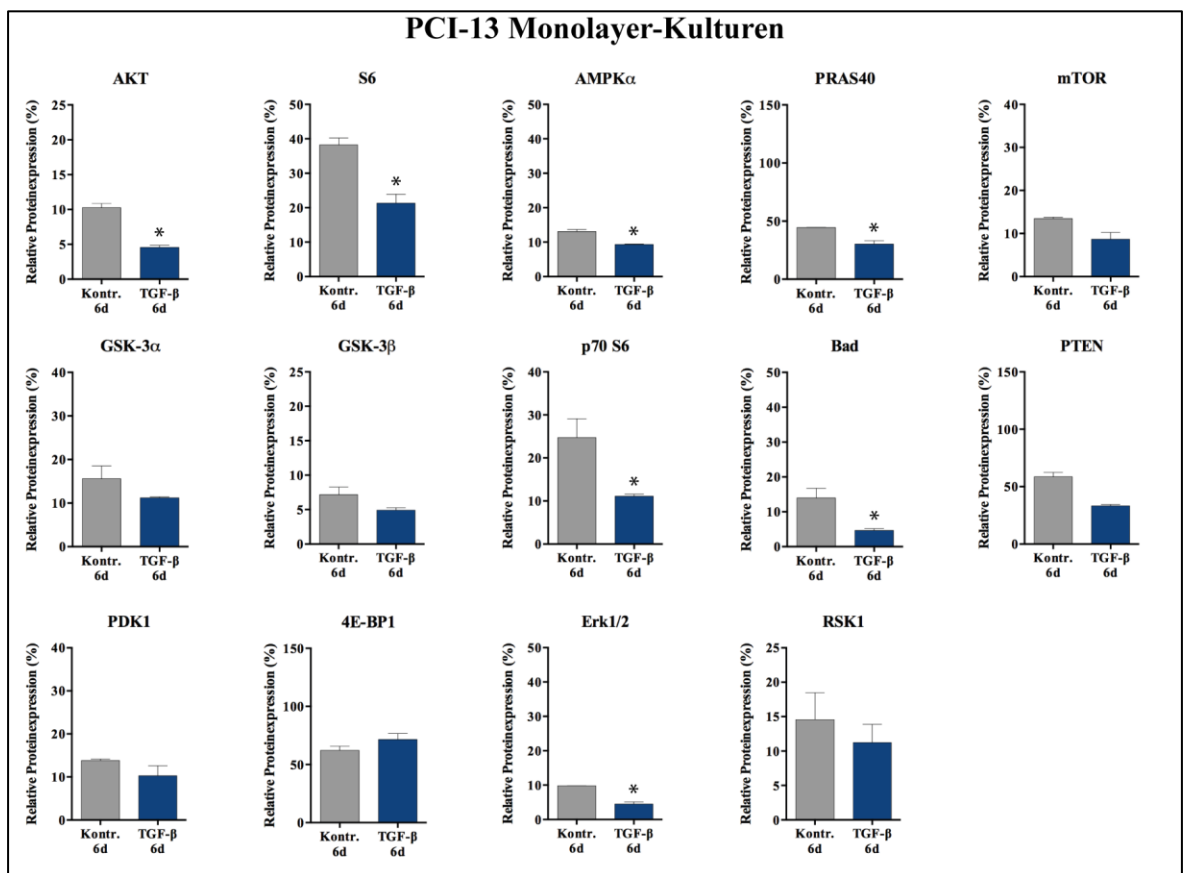 PCI-13 Monolayer-Kulturen
AKT
Relative Proteinexpression (%)
25
20
15
10
5
0
*
Kontr. TGF-β
6d 6d
S6
Relative Proteinexpression (%)
50
40
30
20
10
0
*
Kontr. TGF-β
6d 6d
AMPKα
Relative Proteinexpression (%)
50
40
30
20
10
0
*
Kontr. TGF-β
6d 6d
PRAS40
Relative Proteinexpression (%)
150
100
50
0
*
Kontr. TGF-β
6d 6d
mTOR
Relative Proteinexpression (%)
40
30
20
10
0
Kontr. TGF-β
6d 6d
GSK-3α
Relative Proteinexpression (%)
40
30
20
10
0
Kontr. TGF-β
6d 6d
GSK-3β
Relative Proteinexpression (%)
25
20
15
10
5
0
Kontr. TGF-β
6d 6d
p70 S6
Relative Proteinexpression (%)
40
30
20
10
0
*
Kontr. TGF-β
6d 6d
Bad
Relative Proteinexpression (%)
50
40
30
20
10
0
*
Kontr. TGF-β
6d 6d
PTEN
Relative Proteinexpression (%)
150
100
50
0
Kontr. TGF-β
6d 6d
PDK1
Relative Proteinexpression (%)
40
30
20
10
0
Kontr. TGF-β
6d 6d
4E-BP1
Relative Proteinexpression (%)
150
100
50
0
Kontr. TGF-β
6d 6d
Erk1/2
Relative Proteinexpression (%)
50
40
30
20
10
0
*
Kontr. TGF-β
6d 6d
RSK1
Relative Proteinexpression (%)
25
20
15
10
5
0
Kontr. TGF-β
6d 6d